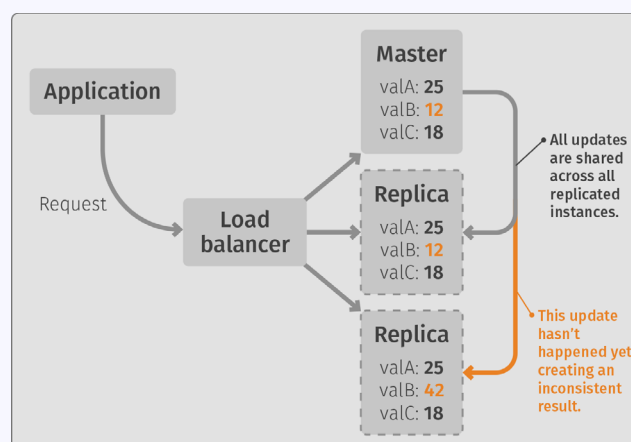 Master
valA: 25
valB: 12
valC: 18
Application
All updates
are shared
across all
replicated
instances.
Request
Load
balancer
Replica
valA: 25
valB: 12
valC: 18
This update
hasn't
happened yet
creating an
inconsistent
result.
Replica
valA: 25
valB: 42
valC: 18